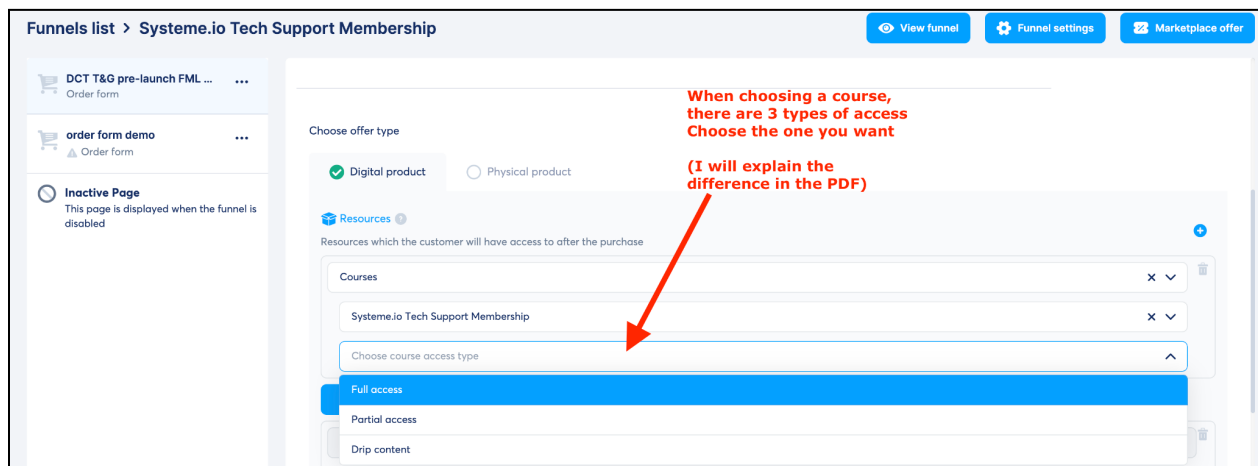 Funnels list > Systeme.io Tech Support Membership
View funnel
Funnel settings
Marketplace offer
DCT T&G pre-launch FML ...
Order form
order form demo
Order form
Inactive Page
This page is displayed when the funnel is
disabled
When choosing a course,
there are 3 types of access
Choose the one you want
(I will explain the
difference in the PDF)
Choose offer type
Digital product
Physical product
Resources
Resources which the customer will have access to after the purchase
Courses
Systeme.io Tech Support Membership
Choose course access type
Full access
Partial access
Drip content